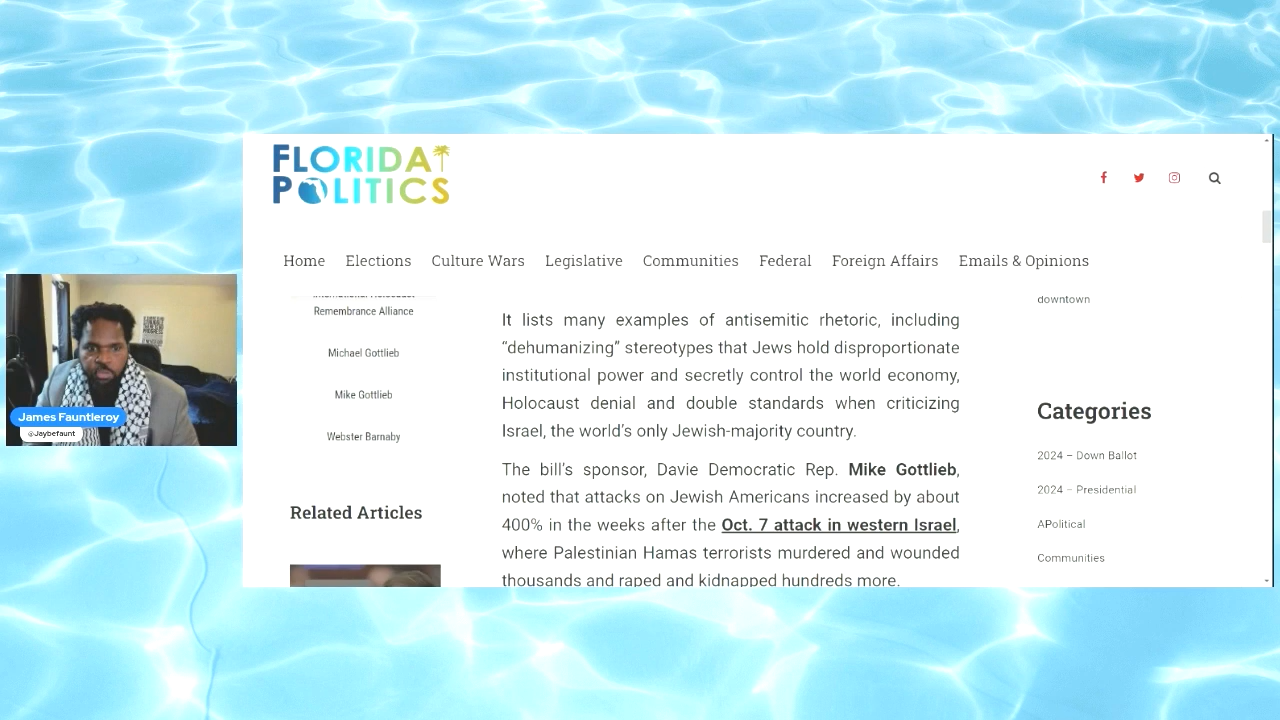 FLORIDA
POLITICS
Home Elections Culture Wars Legislative Communities Federal Foreign Affairs Emails & Opinions
Remembrance Alliance
Michael Gottlieb
Mike Gottlieb
Webster Barnaby
Related Articles
It lists many examples of antisemitic rhetoric, including
“dehumanizing” stereotypes that Jews hold disproportionate
institutional power and secretly control the world economy,
Holocaust denial and double standards when criticizing
Israel, the world’s only Jewish-majority country.
The bill’s sponsor, Davie Democratic Rep. Mike Gottlieb,
noted that attacks on Jewish Americans increased by about
400% in the weeks after the Oct. 7 attack in western Israel,
where Palestinian Hamas terrorists murdered and wounded
thousands and raped and kidnapped hundreds more.
downtown
Categories
2024 – Down Ballot
2024 – Presidential
APolitical
Communities
James Fauntleroy
@Jaybefaunt